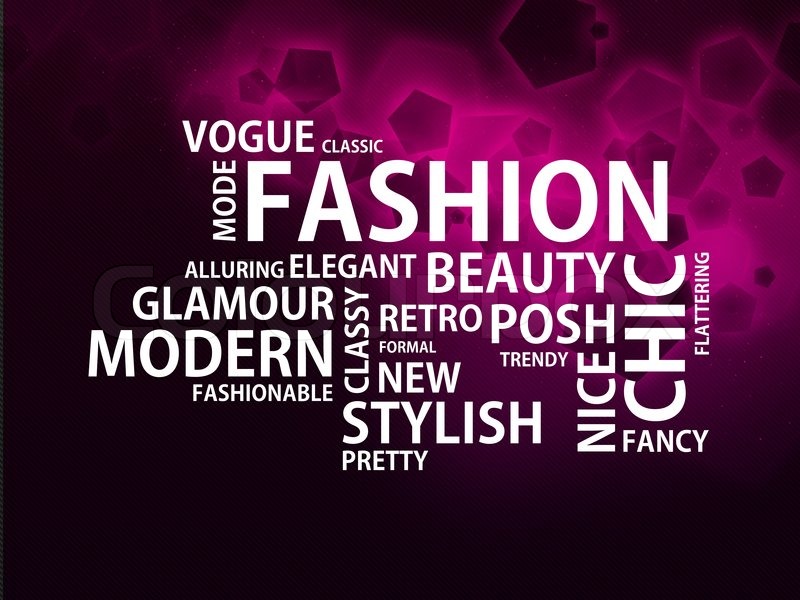 VOGUE CLASSIC
MODE
FASHION
ALLURING ELEGANT BEAUTY
GLAMOUR
CLASSY
RETRO POSH
CHIC
FLATTERING
MODERN
FORMAL
TRENDY
NICE
FASHIONABLE
NEW
STYLISH
FANCY
PRETTY